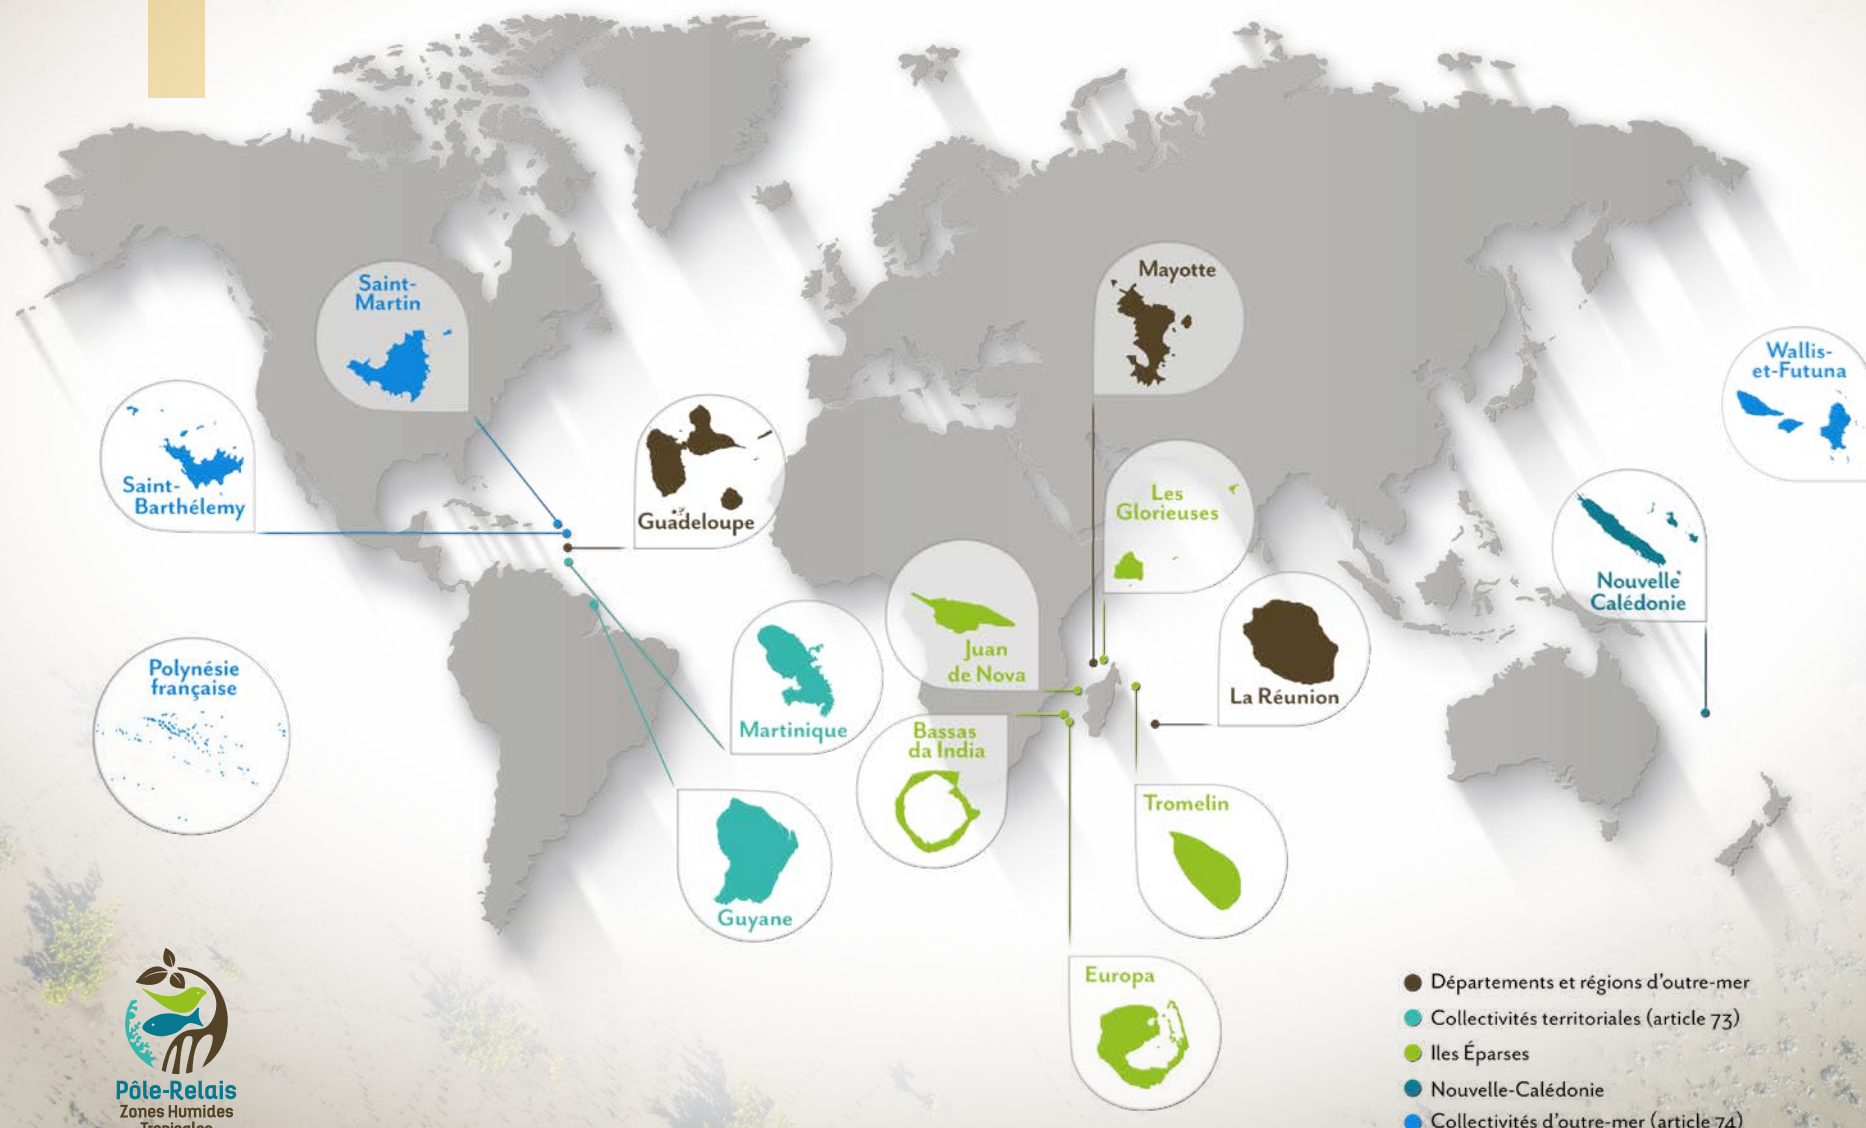 Saint-
Martin
Mayotte
Wallis-
et-Futuna
Saint-
Barthélemy
Guadeloupe
Les
Glorieuses
Nouvelle
Calédonie
Polynésie
française
Juan
de Nova
La Réunion
Martinique
Bassas
da India
Tromelin
Guyane
Europa
Départements et régions d'outre-mer
Collectivités territoriales (article 73)
Iles Éparses
Nouvelle-Calédonie
Collectivités d'outre-mer (article 74)
Pôle-Relais
Zones Humides
Tropicales